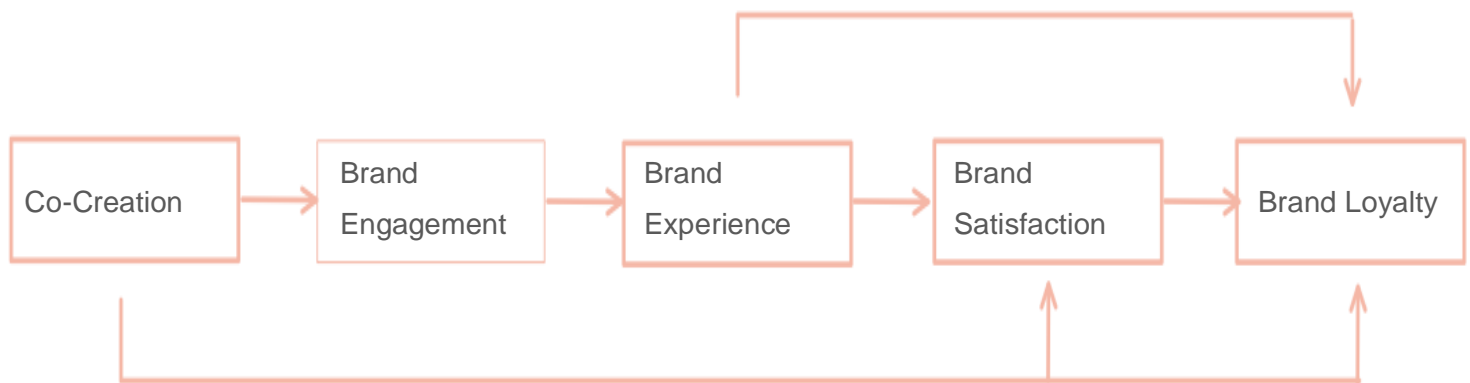 Co-Creation
Brand
Engagement
Brand
Experience
Brand
Satisfaction
Brand Loyalty